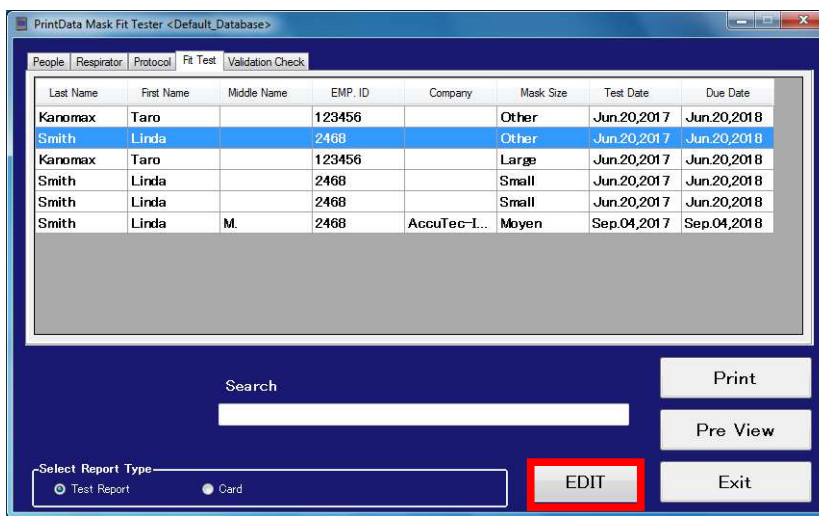 PrintData Mask Fit Tester <Default_Database>
People Respirator Protocol Fit Test Validation Check
Last Name First Name Middle Name EMP. ID Company Mask Size Test Date Due Date
Kanomax Taro 123456 Other Jun.20,2017 Jun.20,2018
Smith Linda 2468 Other Jun.20,2017 Jun.20,2018
Kanomax Taro 123456 Large Jun.20,2017 Jun.20,2018
Smith Linda 2468 Small Jun.20,2017 Jun.20,2018
Smith Linda 2468 Small Jun.20,2017 Jun.20,2018
Smith Linda M. 2468 AccuTec-I... Moyen Sep.04,2017 Sep.04,2018
Search
Print
Pre View
Select Report Type
Test Report Card
EDIT
Exit